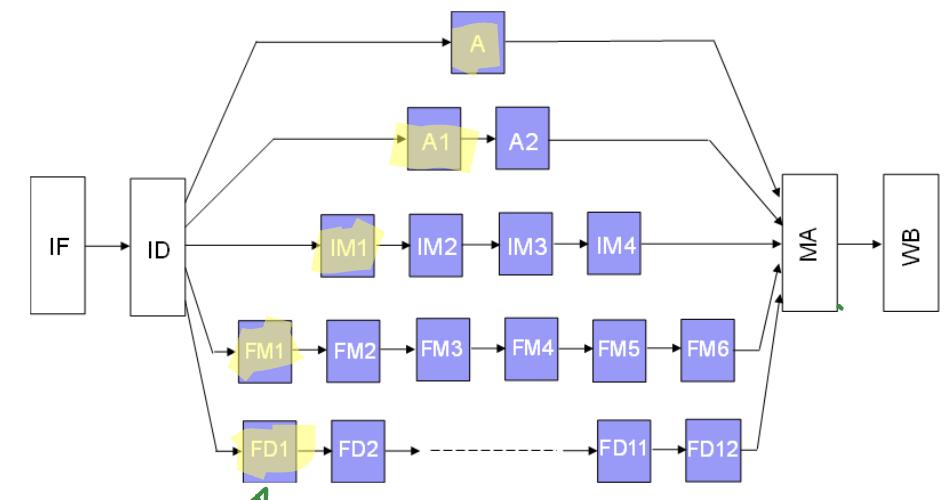 A
A1 A2
IF ID IM1 IM2 IM3 IM4 MA WB
FM1 FM2 FM3 FM4 FM5 FM6
FD1 FD2 FD11 FD12